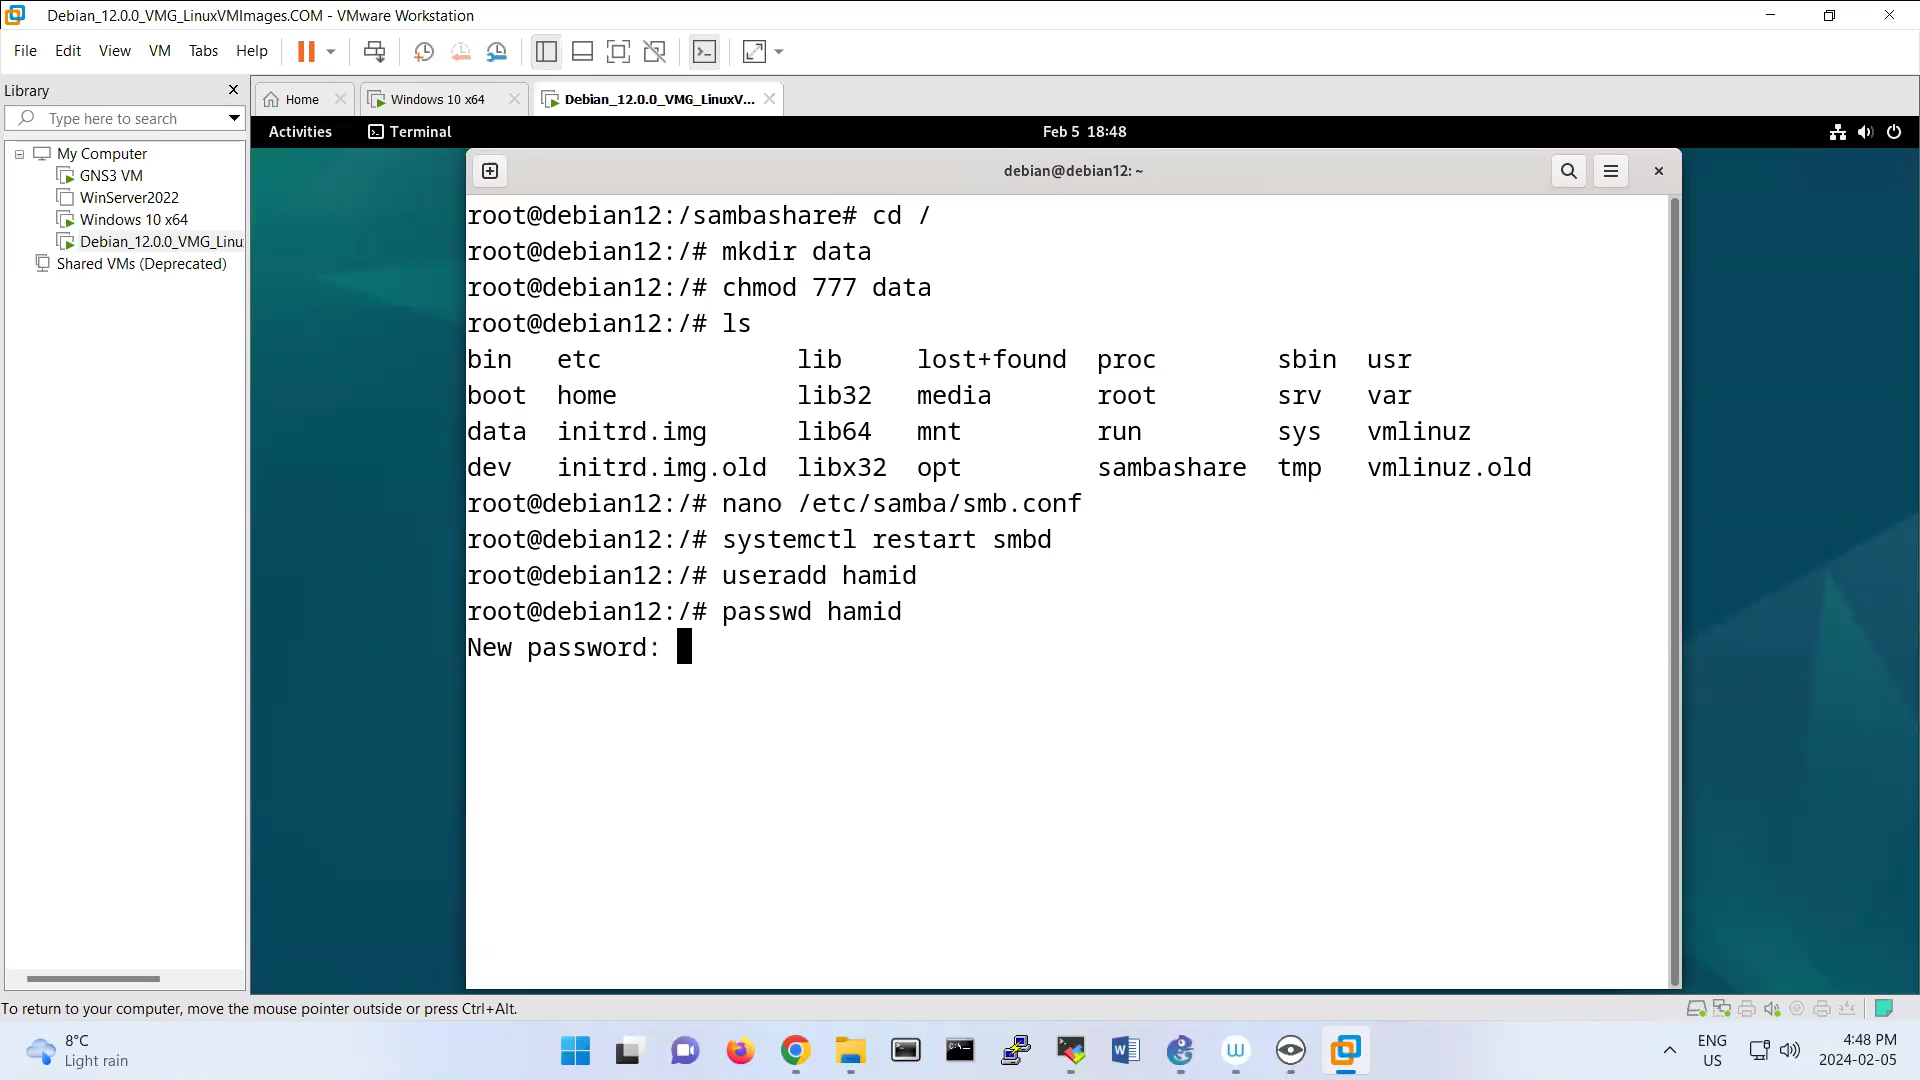 Debian_12.0.0_VMG_LinuxVMImages.COM - VMware Workstation
File Edit View VM Tabs Help
Library
Type here to search
My Computer
GNS3 VM
WinServer2022
Windows 10 x64
Debian_12.0.0_VMG_Linu
Shared VMs (Deprecated)
Home
Windows 10 x64
Debian_12.0.0_VMG_LinuxV...
Activities
Terminal
Feb 5 18:48
debian@debian12: ~
root@debian12:/sambashare# cd /
root@debian12:/# mkdir data
root@debian12:/# chmod 777 data
root@debian12:/# ls
bin etc lib lost+found proc sbin usr
boot home lib32 media root srv var
data initrd.img lib64 mnt run sys vmlinuz
dev initrd.img.old libx32 opt sambashare tmp vmlinuz.old
root@debian12:/# nano /etc/samba/smb.conf
root@debian12:/# systemctl restart smbd
root@debian12:/# useradd hamid
root@debian12:/# passwd hamid
New password:
To return to your computer, move the mouse pointer outside or press Ctrl+Alt.
8°C
Light rain
ENG
US
4:48 PM
2024-02-05